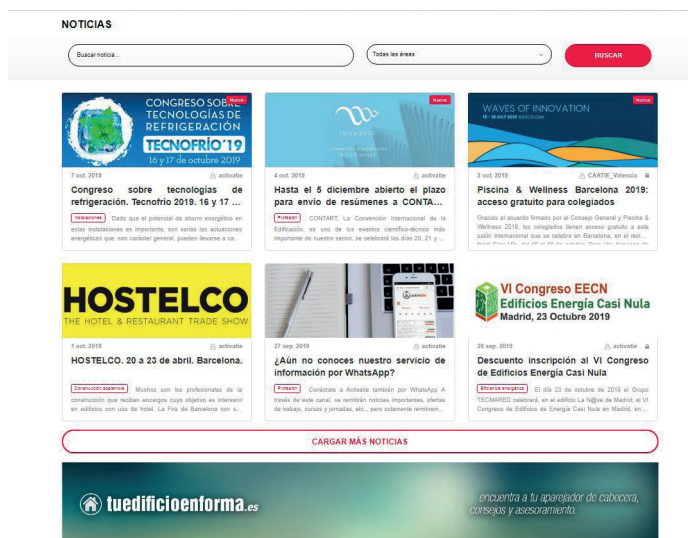 NOTICIAS
Buscar noticia...
Todas las áreas
BUSCAR
Nuevo
CONGRESO SOBRE
TECNOLOGÍAS DE
REFRIGERACIÓN
TECNOFRÍO'19
16 y 17 de octubre 2019
7 oct. 2019
activatie
Congreso sobre tecnologías de
refrigeración. Tecnofrío 2019. 16 y 17 ...
Instalaciones Dado que el potencial de ahorro energético en
estas instalaciones es importante, son varias las actuaciones
energéticas que, con carácter general, pueden llevarse a ca...
Nuevo
4 oct. 2019
activatie
Hasta el 5 diciembre abierto el plazo
para envío de resúmenes a CONTA...
Profesión CONTART, La Convención Internacional de la
Edificación, es uno de los eventos científico-técnico más
importante de nuestro sector, se celebrará los días 20, 21 y ...
Nuevo
WAVES OF INNOVATION
15 - 18 OCT 2019 BARCELONA
3 oct. 2019
CAATIE_Valencia
Piscina & Wellness Barcelona 2019:
acceso gratuito para colegiados
Gracias al acuerdo firmado por el Consejo General y Piscina &
Wellness 2019, los colegiados tienen acceso gratuito a este
salón internacional que se celebra en Barcelona, en el reci...
HOSTELCO
THE HOTEL & RESTAURANT TRADE SHOW
1 oct. 2019
activatie
HOSTELCO. 20 a 23 de abril. Barcelona.
Construcción sostenible Muchos son los profesionales de la
construcción que reciben encargos cuyo objetivo es intervenir
en edificios con uso de hotel. La Fira de Barcelona con s...
27 sep. 2019
activatie
¿Aún no conoces nuestro servicio de
información por WhatsApp?
Profesión Conéctate a Activatie también por WhatsApp A
través de este canal, se remitirán noticias importantes, ofertas
de trabajo, cursos y jornadas, etc... pero solamente remitirem...
VI Congreso EECN
Edificios Energía Casi Nula
Madrid, 23 Octubre 2019
26 sep. 2019
activatie
Descuento inscripción al VI Congreso
de Edificios Energía Casi Nula
Eficiencia energética El día 23 de octubre de 2019 el Grupo
TECMARED celebrará, en el edificio La N@ve de Madrid, el VI
Congreso de Edificios de Energía Casi Nula en Madrid, en...
CARGAR MÁS NOTICIAS
tuedificioenforma.es
encuentra a tu aparejador de cabecera,
consejos y asesoramiento.